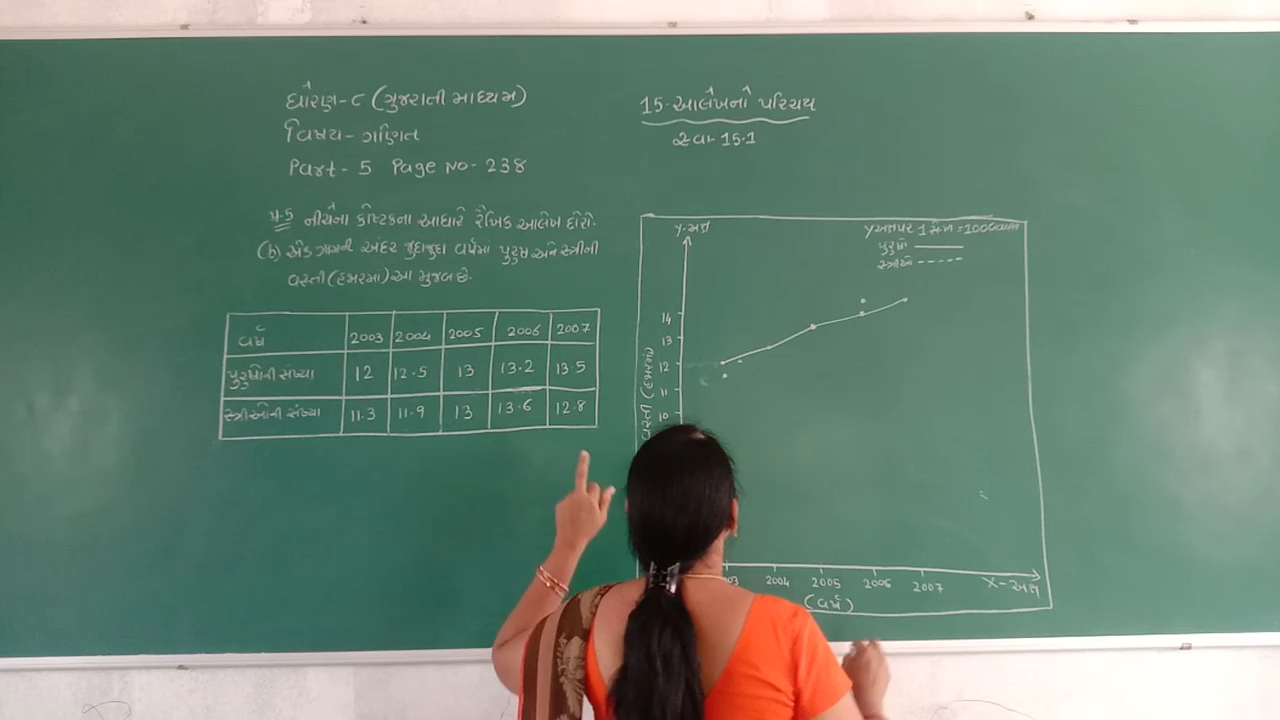 ધોરણ-૮ (ગુજરાતી માધ્યમ)
વિષય- ગણિત
Part - 5 Page No- 238
15. આલેખનો પરિચય
સ્વા- 15.1
પ્ર-5 નીચેના કોષ્ટકના આધારે રૈખિક આલેખ દોરો.
(b) એક ગામની અંદર જુદાજુદા વર્ષમાં પુરુષ અને સ્ત્રીની
વસ્તી (હજારમાં) આ મુજબ છે.
વર્ષ 2003 2004 2005 2006 2007
પુરુષોની સંખ્યા 12 12.5 13 13.2 13.5
સ્ત્રીઓની સંખ્યા 11.3 11.9 13 13.6 12.8
y-અક્ષ
y અક્ષ પર 1 સેમી = 100
પુરુષો
સ્ત્રીઓ
14
13
12
11
10
વસ્તી (હજારમાં)
03 2004 2005 2006 2007 X-અક્ષ
(વર્ષ)